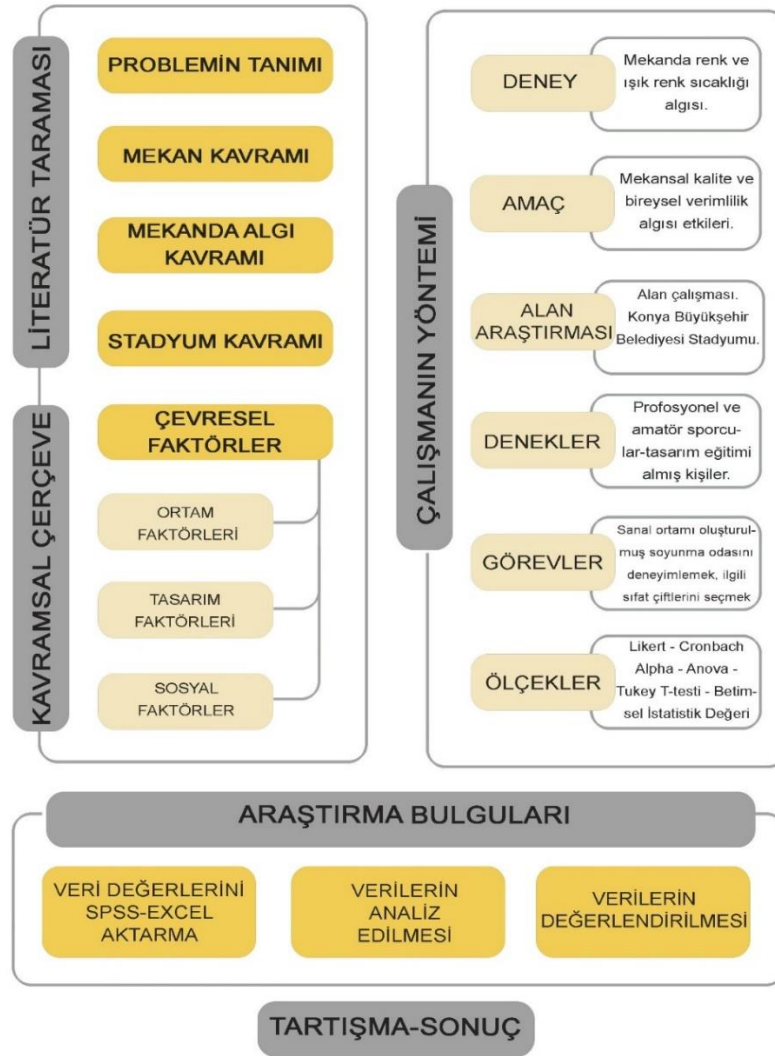 LİTERATÜR TARAMASI
PROBLEMİN TANIMI
MEKAN KAVRAMI
MEKANDA ALGI
KAVRAMI
STADYUM KAVRAMI
KAVRAMSAL ÇERÇEVE
ÇEVRESEL
FAKTÖRLER
ORTAM
FAKTÖRLERİ
TASARIM
FAKTÖRLERİ
SOSYAL
FAKTÖRLER
ÇALIŞMANIN YÖNTEMİ
DENEY
Mekanda renk ve
ışık renk sıcaklığı
algısı.
AMAÇ
Mekansal kalite ve
bireysel verimlilik
algısı etkileri.
ALAN
ARAŞTIRMASI
Alan çalışması.
Konya Büyükşehir
Belediyesi Stadyumu.
DENEKLER
Profosyonel ve
amatör sporcu-
lar-tasarım eğitimi
almış kişiler.
GÖREVLER
Sanal ortamı oluşturul-
muş soyunma odasını
deneyimlemek, ilgili
sıfat çiftlerini seçmek
ÖLÇEKLER
Likert - Cronbach
Alpha - Anova -
Tukey T-testi - Betim-
sel İstatistik Değeri
ARAŞTIRMA BULGULARI
VERİ DEĞERLERİNİ
SPSS-EXCEL
AKTARMA
VERİLERİN
ANALİZ
EDİLMESİ
VERİLERİN
DEĞERLENDİRİLMESİ
TARTIŞMA-SONUÇ